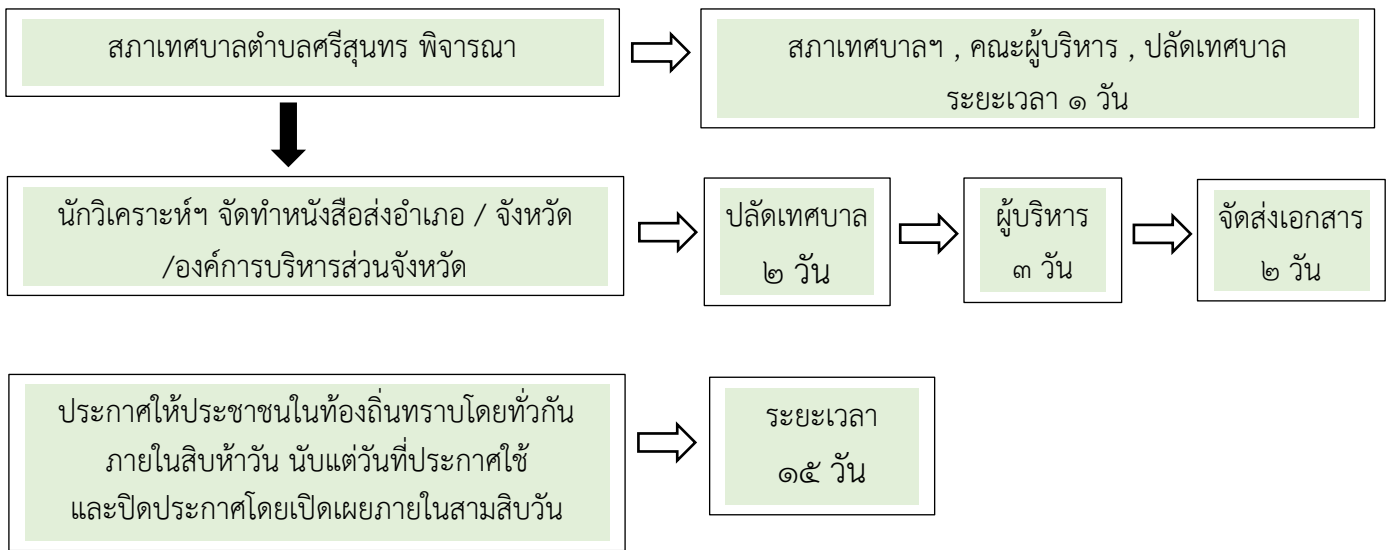 สภาเทศบาลตำบลศรีสุนทร พิจารณา
สภาเทศบาลฯ , คณะผู้บริหาร , ปลัดเทศบาล
ระยะเวลา ๑ วัน
นักวิเคราะห์ฯ จัดทำหนังสือส่งอำเภอ / จังหวัด
/องค์การบริหารส่วนจังหวัด
ปลัดเทศบาล
๒ วัน
ผู้บริหาร
๓ วัน
จัดส่งเอกสาร
๒ วัน
ประกาศให้ประชาชนในท้องถิ่นทราบโดยทั่วกัน
ภายในสิบห้าวัน นับแต่วันที่ประกาศใช้
และปิดประกาศโดยเปิดเผยภายในสามสิบวัน
ระยะเวลา
๑๕ วัน